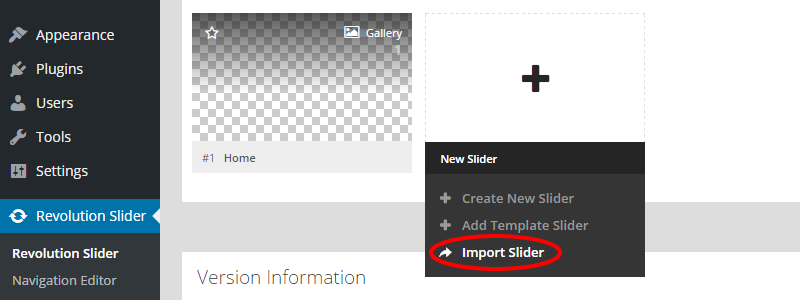 Appearance
Plugins
Users
Tools
Settings
Revolution Slider
Revolution Slider
Navigation Editor
Gallery
1
#1 Home
New Slider
Create New Slider
Add Template Slider
Import Slider
Version Information